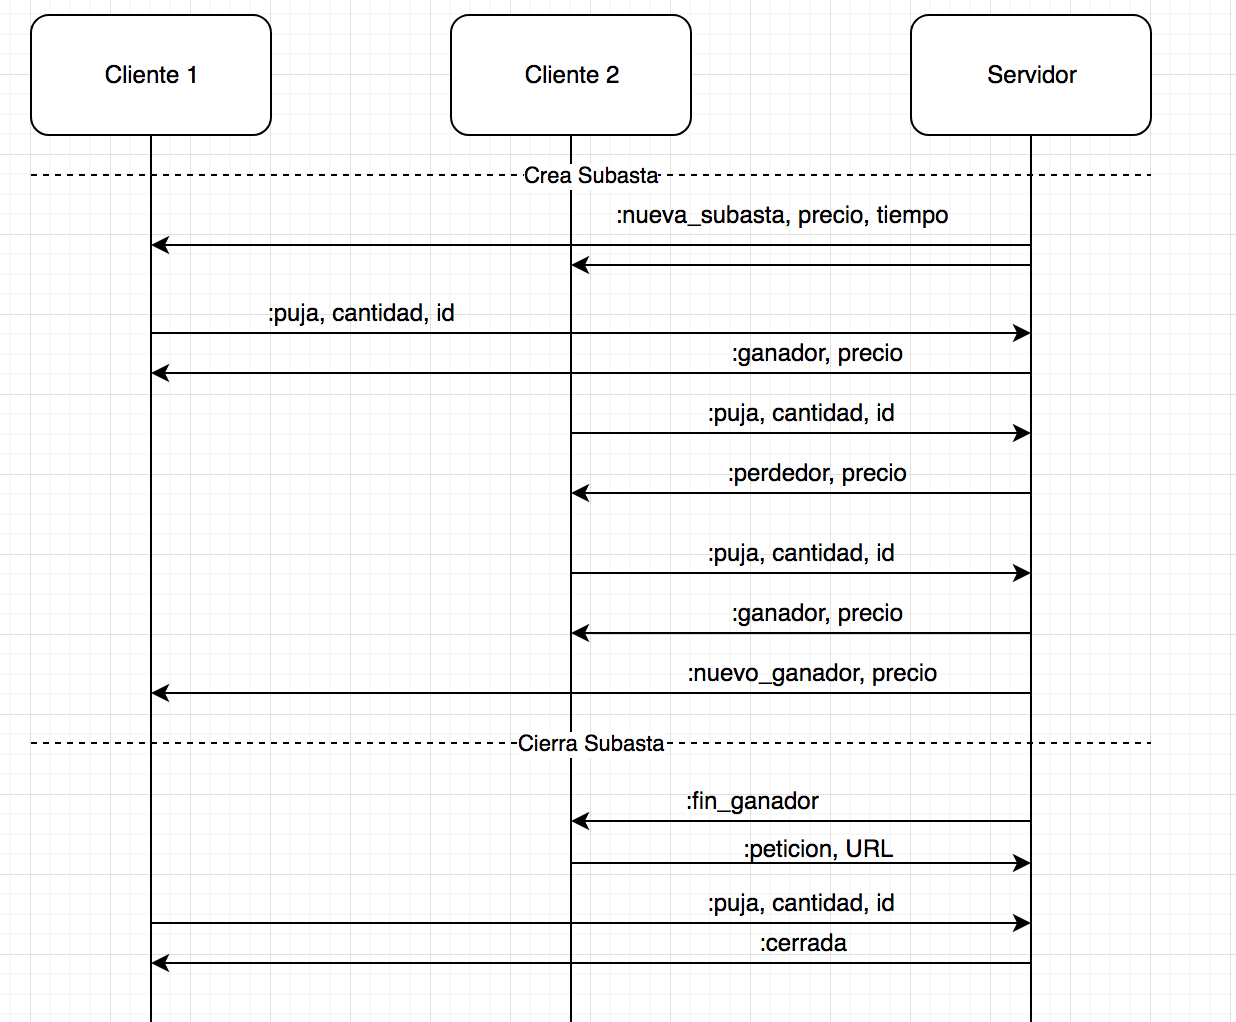 Cliente 1
Cliente 2
Servidor
Crea Subasta
:nueva_subasta, precio, tiempo
:puja, cantidad, id
:ganador, precio
:puja, cantidad, id
:perdedor, precio
:puja, cantidad, id
:ganador, precio
:nuevo_ganador, precio
Cierra Subasta
:fin_ganador
:peticion, URL
:puja, cantidad, id
:cerrada